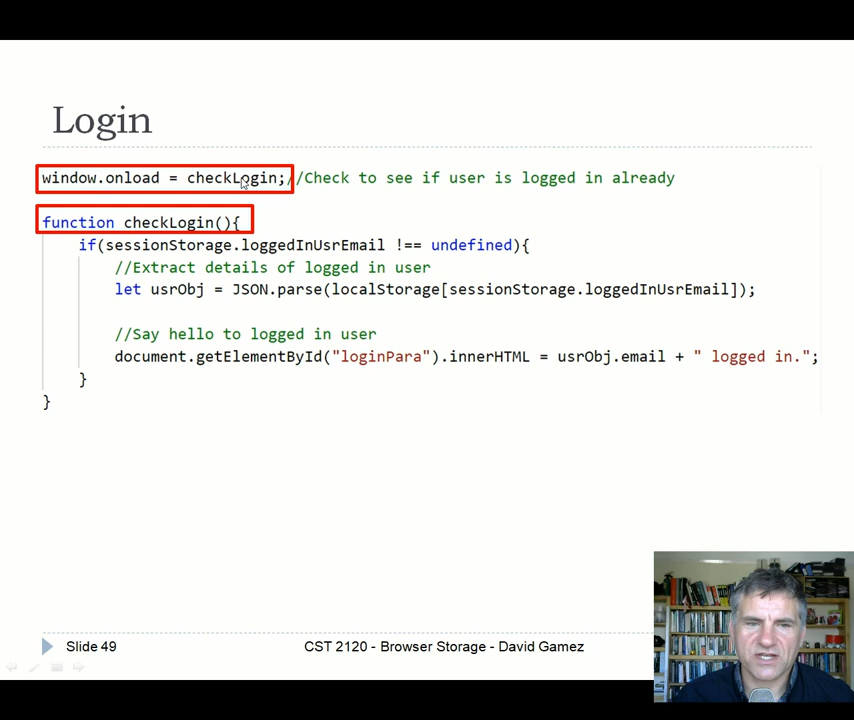 Login
window.onload = checkLogin;//Check to see if user is logged in already
function checkLogin(){
if(sessionStorage.loggedInUsrEmail !== undefined){
//Extract details of logged in user
let usrObj = JSON.parse(localStorage[sessionStorage.loggedInUsrEmail]);
//Say hello to logged in user
document.getElementById("loginPara").innerHTML = usrObj.email + " logged in.";
}
}
Slide 49
CST 2120 - Browser Storage - David Gamez